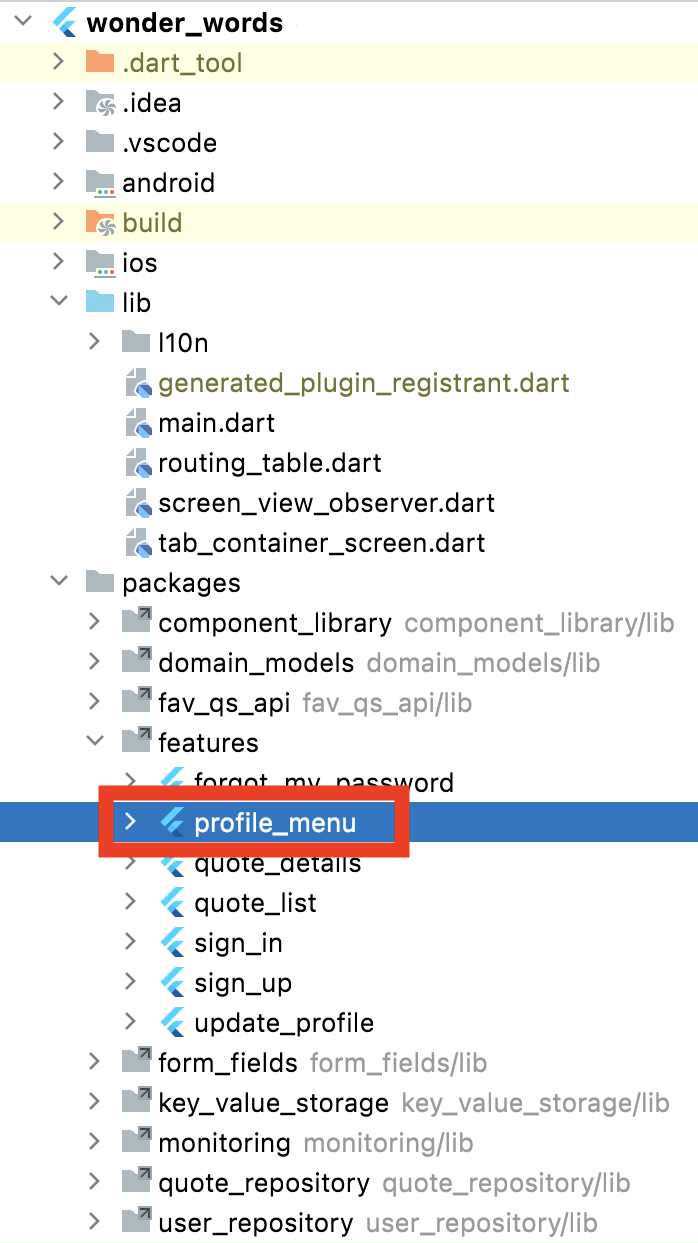 wonder_words
.dart_tool
.idea
.vscode
android
build
ios
lib
l10n
generated_plugin_registrant.dart
main.dart
routing_table.dart
screen_view_observer.dart
tab_container_screen.dart
packages
component_library component_library/lib
domain_models domain_models/lib
fav_qs_api fav_qs_api/lib
features
forgot_my_password
profile_menu
quote_details
quote_list
sign_in
sign_up
update_profile
form_fields form_fields/lib
key_value_storage key_value_storage/lib
monitoring monitoring/lib
quote_repository quote_repository/lib
user_repository user_repository/lib